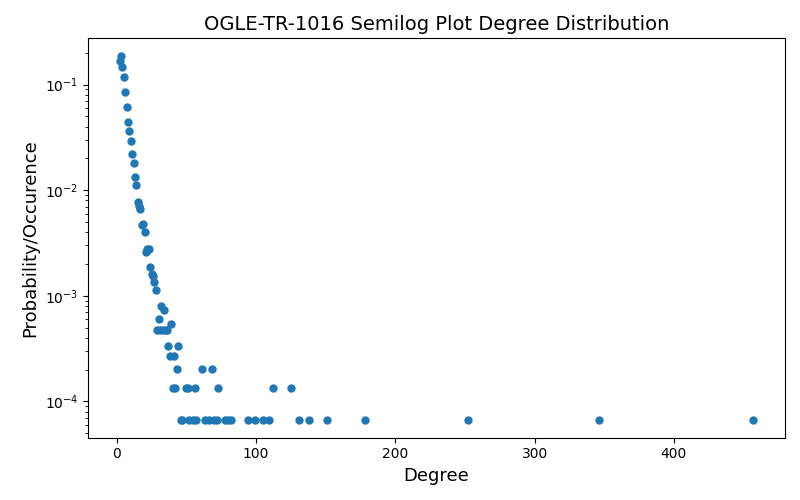 OGLE-TR-1016 Semilog Plot Degree Distribution
Probability/Occurence
10⁻¹
10⁻²
10⁻³
10⁻⁴
0 100 200 300 400
Degree